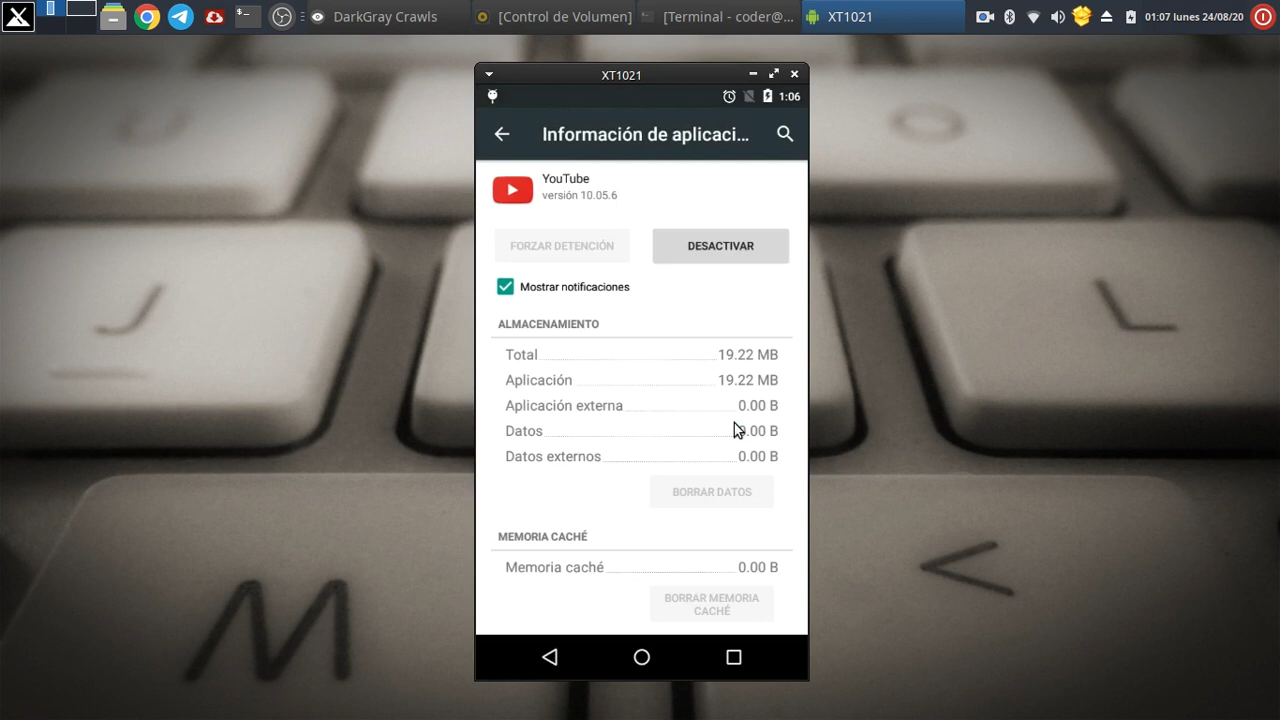 DarkGray Crawls
[Control de Volumen]
[Terminal - coder@...
XT1021
01:07 lunes 24/08/20
XT1021
1:06
Información de aplicaci...
YouTube
versión 10.05.6
FORZAR DETENCIÓN
DESACTIVAR
Mostrar notificaciones
ALMACENAMIENTO
Total 19.22 MB
Aplicación 19.22 MB
Aplicación externa 0.00 B
Datos 0.00 B
Datos externos 0.00 B
BORRAR DATOS
MEMORIA CACHÉ
Memoria caché 0.00 B
BORRAR MEMORIA
CACHÉ
J
L
M
<